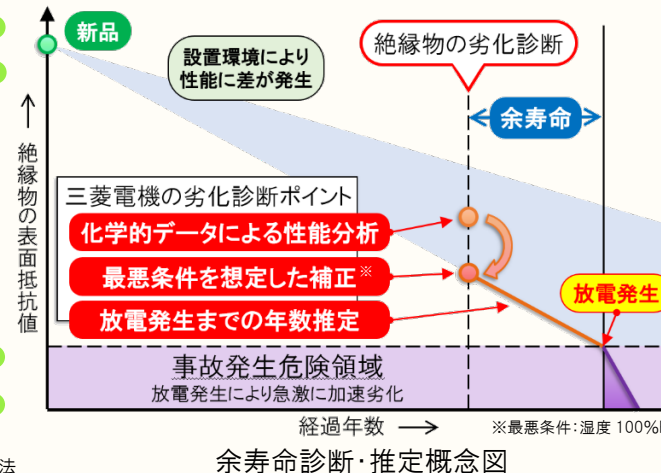 新品
設置環境により
性能に差が発生
絶縁物の劣化診断
余寿命
↑ 絶縁物の表面抵抗値
三菱電機の劣化診断ポイント
化学的データによる性能分析
最悪条件を想定した補正※
放電発生までの年数推定
放電発生
事故発生危険領域
放電発生により急激に加速劣化
経過年数 →
※最悪条件:湿度 100%
法
余寿命診断・推定概念図